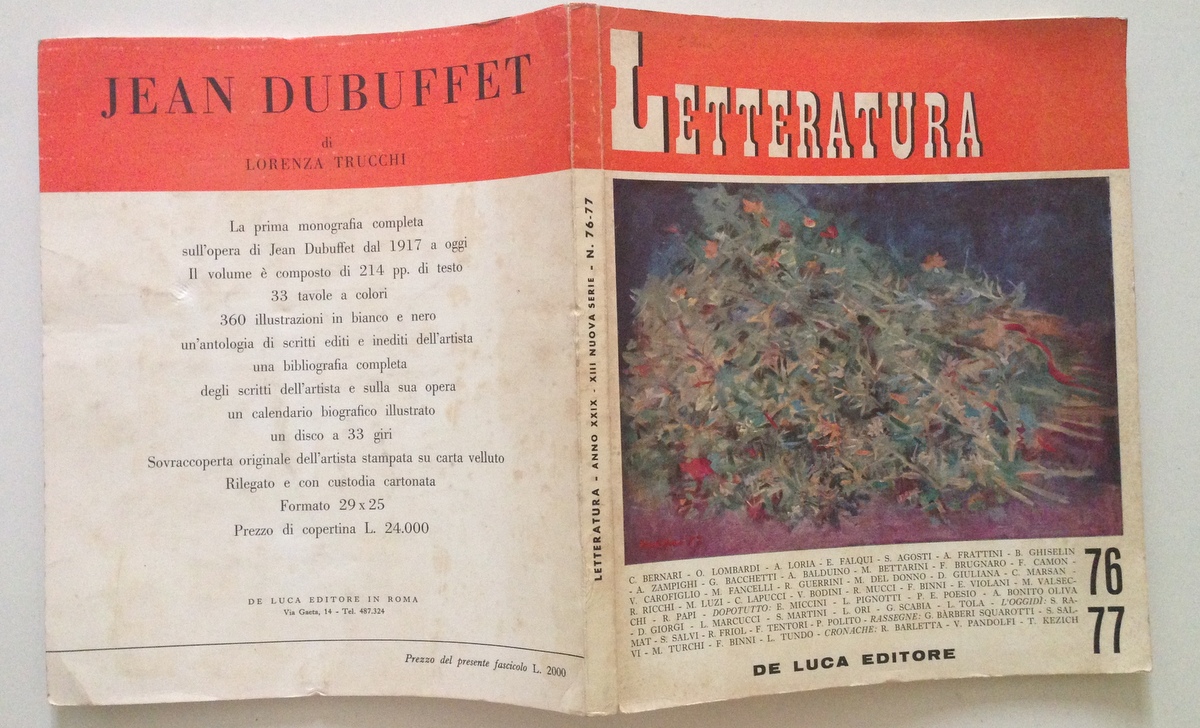 JEAN DUBUFFET
di
LORENZA TRUCCHI
La prima monografia completa
sull'opera di Jean Dubuffet dal 1917 a oggi
Il volume è composto di 214 pp. di testo
33 tavole a colori
360 illustrazioni in bianco e nero
un'antologia di scritti editi e inediti dell'artista
una bibliografia completa
degli scritti dell'artista e sulla sua opera
un calendario biografico illustrato
un disco a 33 giri
Sovraccoperta originale dell'artista stampata su carta velluto
Rilegato e con custodia cartonata
Formato 29 x 25
Prezzo di copertina L. 24.000
DE LUCA EDITORE IN ROMA
Via Gaeta, 14 - Tel. 487.324
Prezzo del presente fascicolo L. 2000
LETTERATURA - ANNO XXIX - XIII NUOVA SERIE - N. 76-77
LETTERATURA
C. BERNARI - O. LOMBARDI - A. LORIA - E. FALQUI - S. AGOSTI - A. FRATTINI - B. GHISELIN
- A. ZAMPIGHI - G. BACCHETTI - A. BALDUINO - M. BETTARINI - F. BRUGNARO - F. CAMON -
V. CAROFIGLIO - M. FANCELLI - R. GUERRINI - M. DEL DONNO - D. GIULIANA - C. MARSAN -
R. RICCHI - M. LUZI - C. LAPUCCI - V. BODINI - R. MUCCI - F. BINNI - E. VIOLANI - M. VALSEC-
CHI - R. PAPI - DOPOTUTTO: E. MICCINI - L. PIGNOTTI - P. E. POESIO - A. BONITO OLIVA
- D. GIORGI - L. MARCUCCI - S. MARTINI - L. ORI - G. SCABIA - L. TOLA - L'OGGIDÌ: S. RA-
MAT - S. SALVI - R. FRIOL - F. TENTORI - P. POLITO - RASSEGNE: G. BÀRBERI SQUAROTTI - S. SAL-
VI - M. TURCHI - F. BINNI - L. TUNDO - CRONACHE: R. BARLETTA - V. PANDOLFI - T. KEZICH
76
77
DE LUCA EDITORE